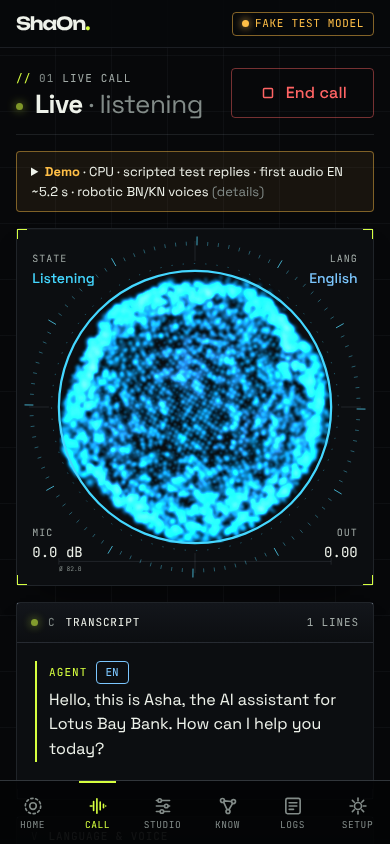 ShaOn.
FAKE TEST MODEL
// 01 LIVE CALL
Live · listening
End call
▶ Demo · CPU · scripted test replies · first audio EN
~5.2 s · robotic BN/KN voices (details)
STATE
LANG
Listening
English
MIC
OUT
0.0 dB
0.00
C TRANSCRIPT
1 LINES
AGENT EN
Hello, this is Asha, the AI assistant for
Lotus Bay Bank. How can I help you
today?
LANGUAGE & VOICE
HOME CALL STUDIO KNOW LOGS SETUP